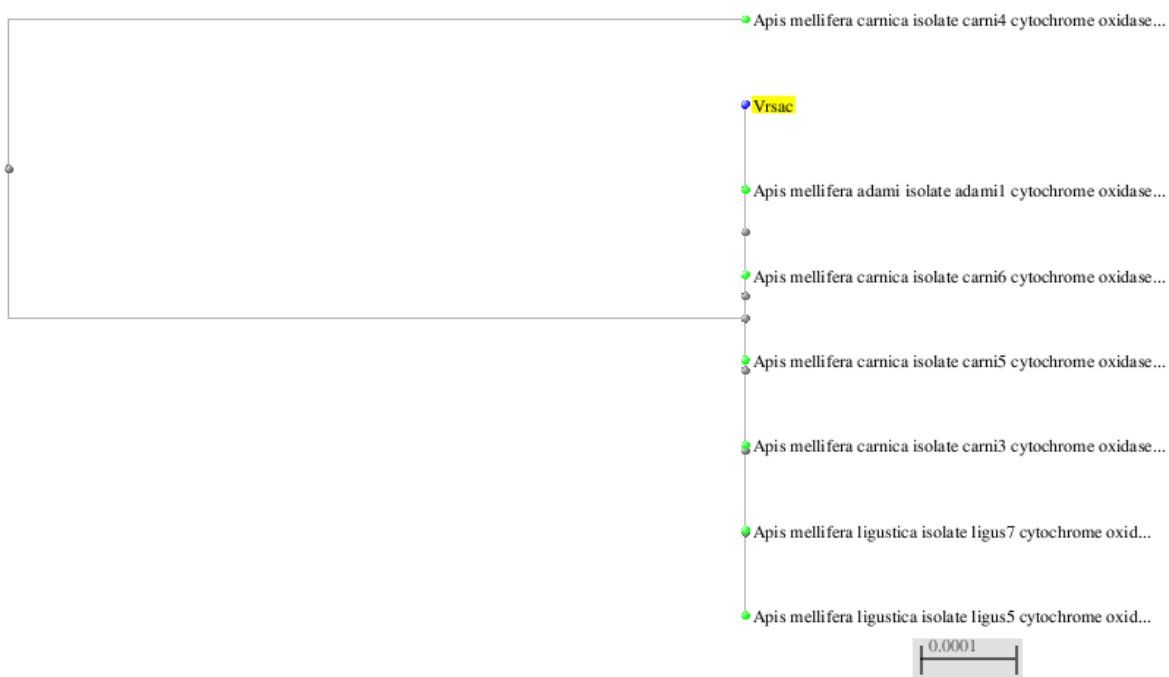 Apis mellifera carnica isolate carni4 cytochrome oxidase...
Vrsac
Apis mellifera adami isolate adami1 cytochrome oxidase...
Apis mellifera carnica isolate carni6 cytochrome oxidase...
Apis mellifera carnica isolate carni5 cytochrome oxidase...
Apis mellifera carnica isolate carni3 cytochrome oxidase...
Apis mellifera ligustica isolate ligus7 cytochrome oxid...
Apis mellifera ligustica isolate ligus5 cytochrome oxid...
0.0001